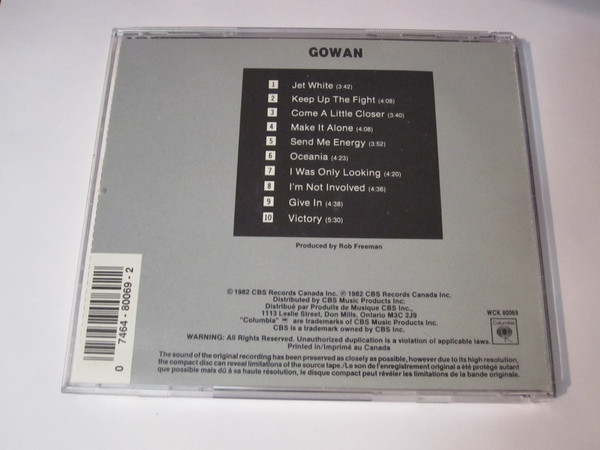 GOWAN
1 Jet White (3:42)
2 Keep Up The Fight (4:08)
3 Come A Little Closer (3:40)
4 Make It Alone (4:08)
5 Send Me Energy (3:52)
6 Oceania (4:23)
7 I Was Only Looking (4:20)
8 I'm Not Involved (4:36)
9 Give In (4:38)
10 Victory (5:30)
Produced by Rob Freeman
© 1982 CBS Records Canada Inc. ℗ 1982 CBS Records Canada Inc.
Distributed by CBS Music Products Inc.
Distribué par Produits de Musique CBS Inc.,
1113 Leslie Street, Don Mills, Ontario M3C 2J9
"Columbia" are trademarks of CBS Music Products Inc.
CBS is a trademark owned by CBS Inc.
WCK 80069
Columbia
WARNING: All Rights Reserved. Unauthorized duplication is a violation of applicable laws.
Printed in/Imprimé au Canada
The sound of the original recording has been preserved as closely as possible, however due to its high resolution,
the compact disc can reveal limitations of the source tape./Le son de l'enregistrement original a été protégé autant
que possible mais dû à sa haute résolution, le disque compact peut révéler les limitations de la bande originale.
0 7464-80069-2